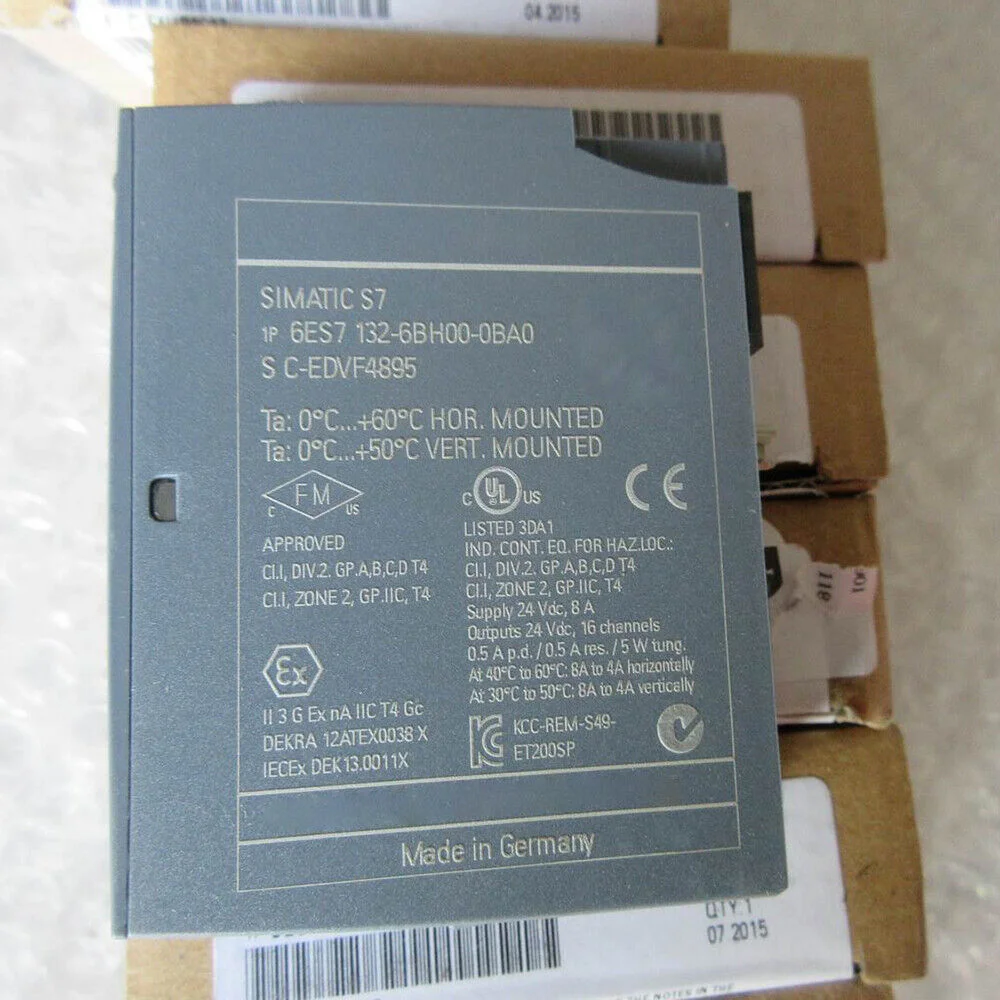 04 2015
SIMATIC S7
1P 6ES7 132-6BH00-0BA0
S C-EDVF4895
Ta: 0°C...+60°C HOR. MOUNTED
Ta: 0°C...+50°C VERT. MOUNTED
FM
C US
APPROVED
Cl.I, DIV.2. GP.A,B,C,D T4
Cl.I, ZONE 2, GP.IIC, T4
C UL US
CE
LISTED 3DA1
IND. CONT. EQ. FOR HAZ.LOC.:
Cl.I, DIV.2. GP.A,B,C,D T4
Cl.I, ZONE 2, GP.IIC, T4
Supply 24 Vdc, 8 A
Outputs 24 Vdc, 16 channels
0.5 A p.d. / 0.5 A res. / 5 W tung.
At 40°C to 60°C: 8A to 4A horizontally
At 30°C to 50°C: 8A to 4A vertically
Ex
II 3 G Ex nA IIC T4 Gc
DEKRA 12ATEX0038 X
IECEx DEK13.0011X
KCC-REM-S49-
ET200SP
Made in Germany
QTY.1
07 2015
THE NOTES IN THE